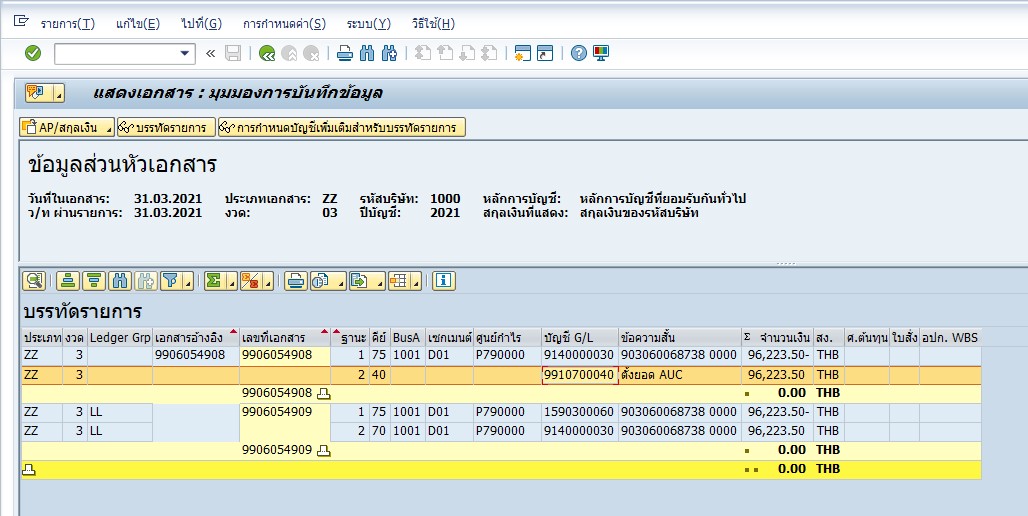 รายการ(T) แก้ไข(E) ไปที่(G) การกำหนดค่า(S) ระบบ(Y) วิธีใช้(H)
แสดงเอกสาร : มุมมองการบันทึกข้อมูล
AP/สกุลเงิน บรรทัดรายการ การกำหนดบัญชีเพิ่มเติมสำหรับบรรทัดรายการ
ข้อมูลส่วนหัวเอกสาร
วันที่ในเอกสาร: 31.03.2021 ประเภทเอกสาร: ZZ รหัสบริษัท: 1000 หลักการบัญชี: หลักการบัญชีที่ยอมรับกันทั่วไป
ว/ท ผ่านรายการ: 31.03.2021 งวด: 03 ปีบัญชี: 2021 สกุลเงินที่แสดง: สกุลเงินของรหัสบริษัท
บรรทัดรายการ
ประเภท งวด Ledger Grp เอกสารอ้างอิง เลขที่เอกสาร ฐานะ คีย์ BusA เซกเมนต์ ศูนย์กำไร บัญชี G/L ข้อความสั้น Σ จำนวนเงิน สง. ศ.ต้นทุน ใบสั่ง อปก. WBS
ZZ 3 9906054908 9906054908 1 75 1001 D01 P790000 9140000030 903060068738 0000 96,223.50- THB
ZZ 3 2 40 9910700040 ตั้งยอด AUC 96,223.50 THB
9906054908 0.00 THB
ZZ 3 LL 9906054909 1 75 1001 D01 P790000 1590300060 903060068738 0000 96,223.50- THB
ZZ 3 LL 2 70 1001 D01 P790000 9140000030 903060068738 0000 96,223.50 THB
9906054909 0.00 THB
0.00 THB